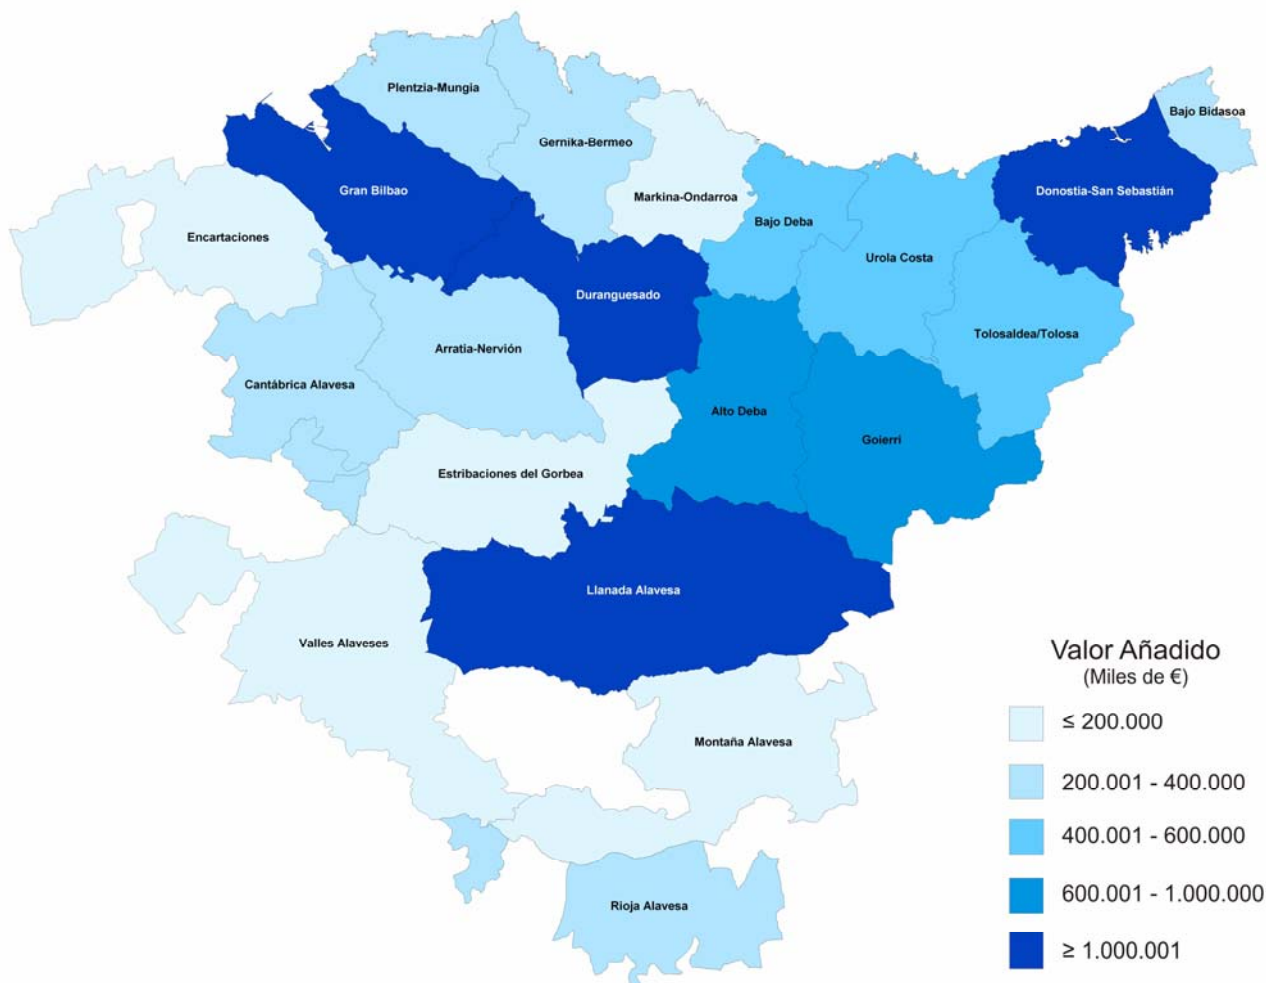 Plentzia-Mungia
Bajo Bidasoa
Gernika-Bermeo
Gran Bilbao
Donostia-San Sebastián
Markina-Ondarroa
Bajo Deba
Encartaciones
Urola Costa
Duranguesado
Tolosaldea/Tolosa
Arratia-Nervión
Cantábrica Alavesa
Alto Deba
Goierri
Estribaciones del Gorbea
Llanada Alavesa
Valles Alaveses
Montaña Alavesa
Rioja Alavesa
Valor Añadido
(Miles de €)
≤ 200.000
200.001 - 400.000
400.001 - 600.000
600.001 - 1.000.000
≥ 1.000.001